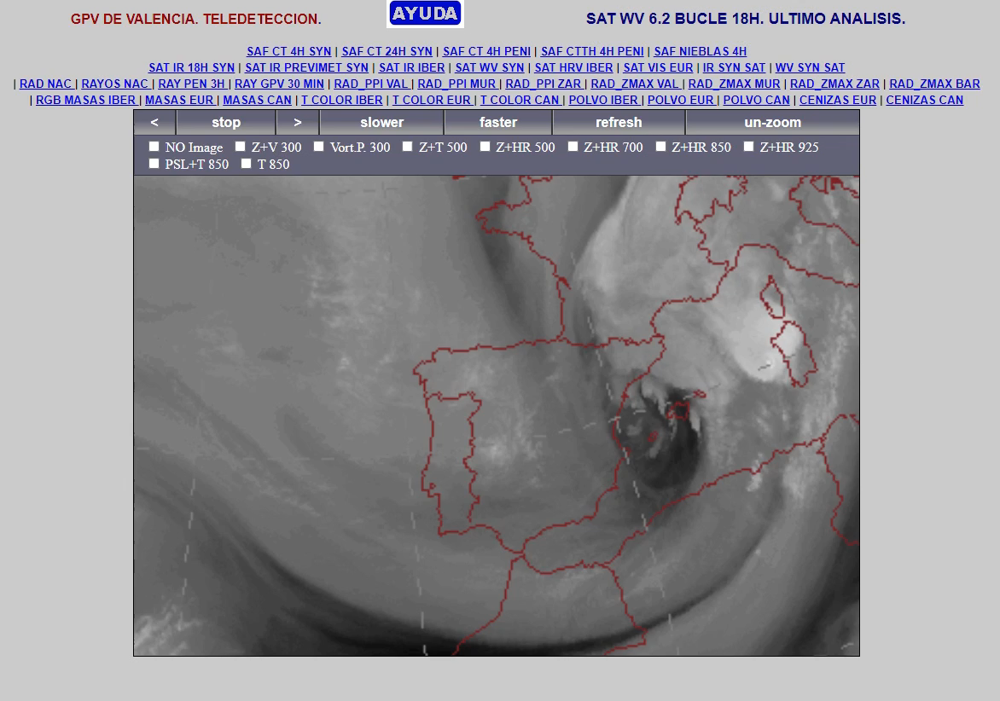 GPV DE VALENCIA. TELEDETECCION. AYUDA SAT WV 6.2 BUCLE 18H. ULTIMO ANALISIS.
SAF CT 4H SYN | SAF CT 24H SYN | SAF CT 4H PENI | SAF CTTH 4H PENI | SAF NIEBLAS 4H
SAT IR 18H SYN | SAT IR PREVIMET SYN | SAT IR IBER | SAT WV SYN | SAT HRV IBER | SAT VIS EUR | IR SYN SAT | WV SYN SAT
| RAD NAC | RAYOS NAC | RAY PEN 3H | RAY GPV 30 MIN | RAD_PPI VAL | RAD_PPI MUR | RAD_PPI ZAR | RAD_ZMAX VAL | RAD_ZMAX MUR | RAD_ZMAX ZAR | RAD_ZMAX BAR
| RGB MASAS IBER | MASAS EUR | MASAS CAN | T COLOR IBER | T COLOR EUR | T COLOR CAN | POLVO IBER | POLVO EUR | POLVO CAN | CENIZAS EUR | CENIZAS CAN
< stop > slower faster refresh un-zoom
NO Image Z+V 300 Vort.P. 300 Z+T 500 Z+HR 500 Z+HR 700 Z+HR 850 Z+HR 925
PSL+T 850 T 850